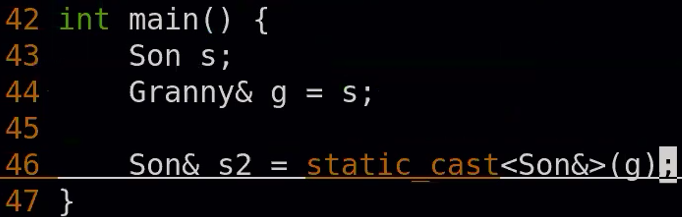 42 int main() {
43     Son s;
44     Granny& g = s;
45
46     Son& s2 = static_cast<Son&>(g);
47 }